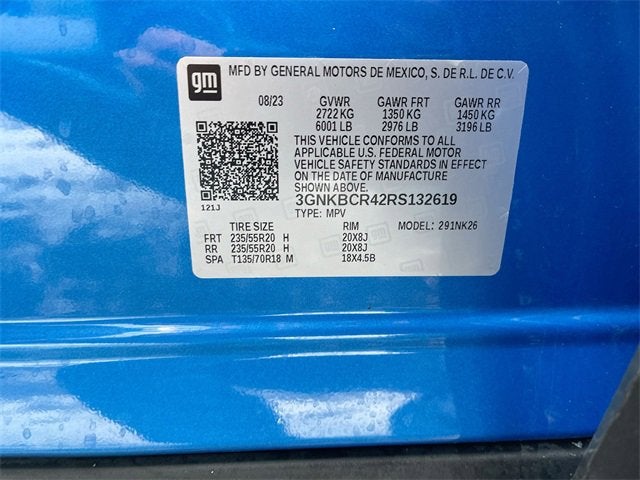 gm MFD BY GENERAL MOTORS DE MEXICO, S. DE R.L. DE C.V.
08/23 GVWR GAWR FRT GAWR RR
2722 KG 1350 KG 1450 KG
6001 LB 2976 LB 3196 LB
THIS VEHICLE CONFORMS TO ALL
APPLICABLE U.S. FEDERAL MOTOR
VEHICLE SAFETY STANDARDS IN EFFECT
ON THE DATE OF MANUFACTURE
SHOWN ABOVE.
3GNKBCR42RS132619
121J TYPE: MPV
TIRE SIZE RIM MODEL: 291NK26
FRT 235/55R20 H 20X8J
RR 235/55R20 H 20X8J
SPA T135/70R18 M 18X4.5B